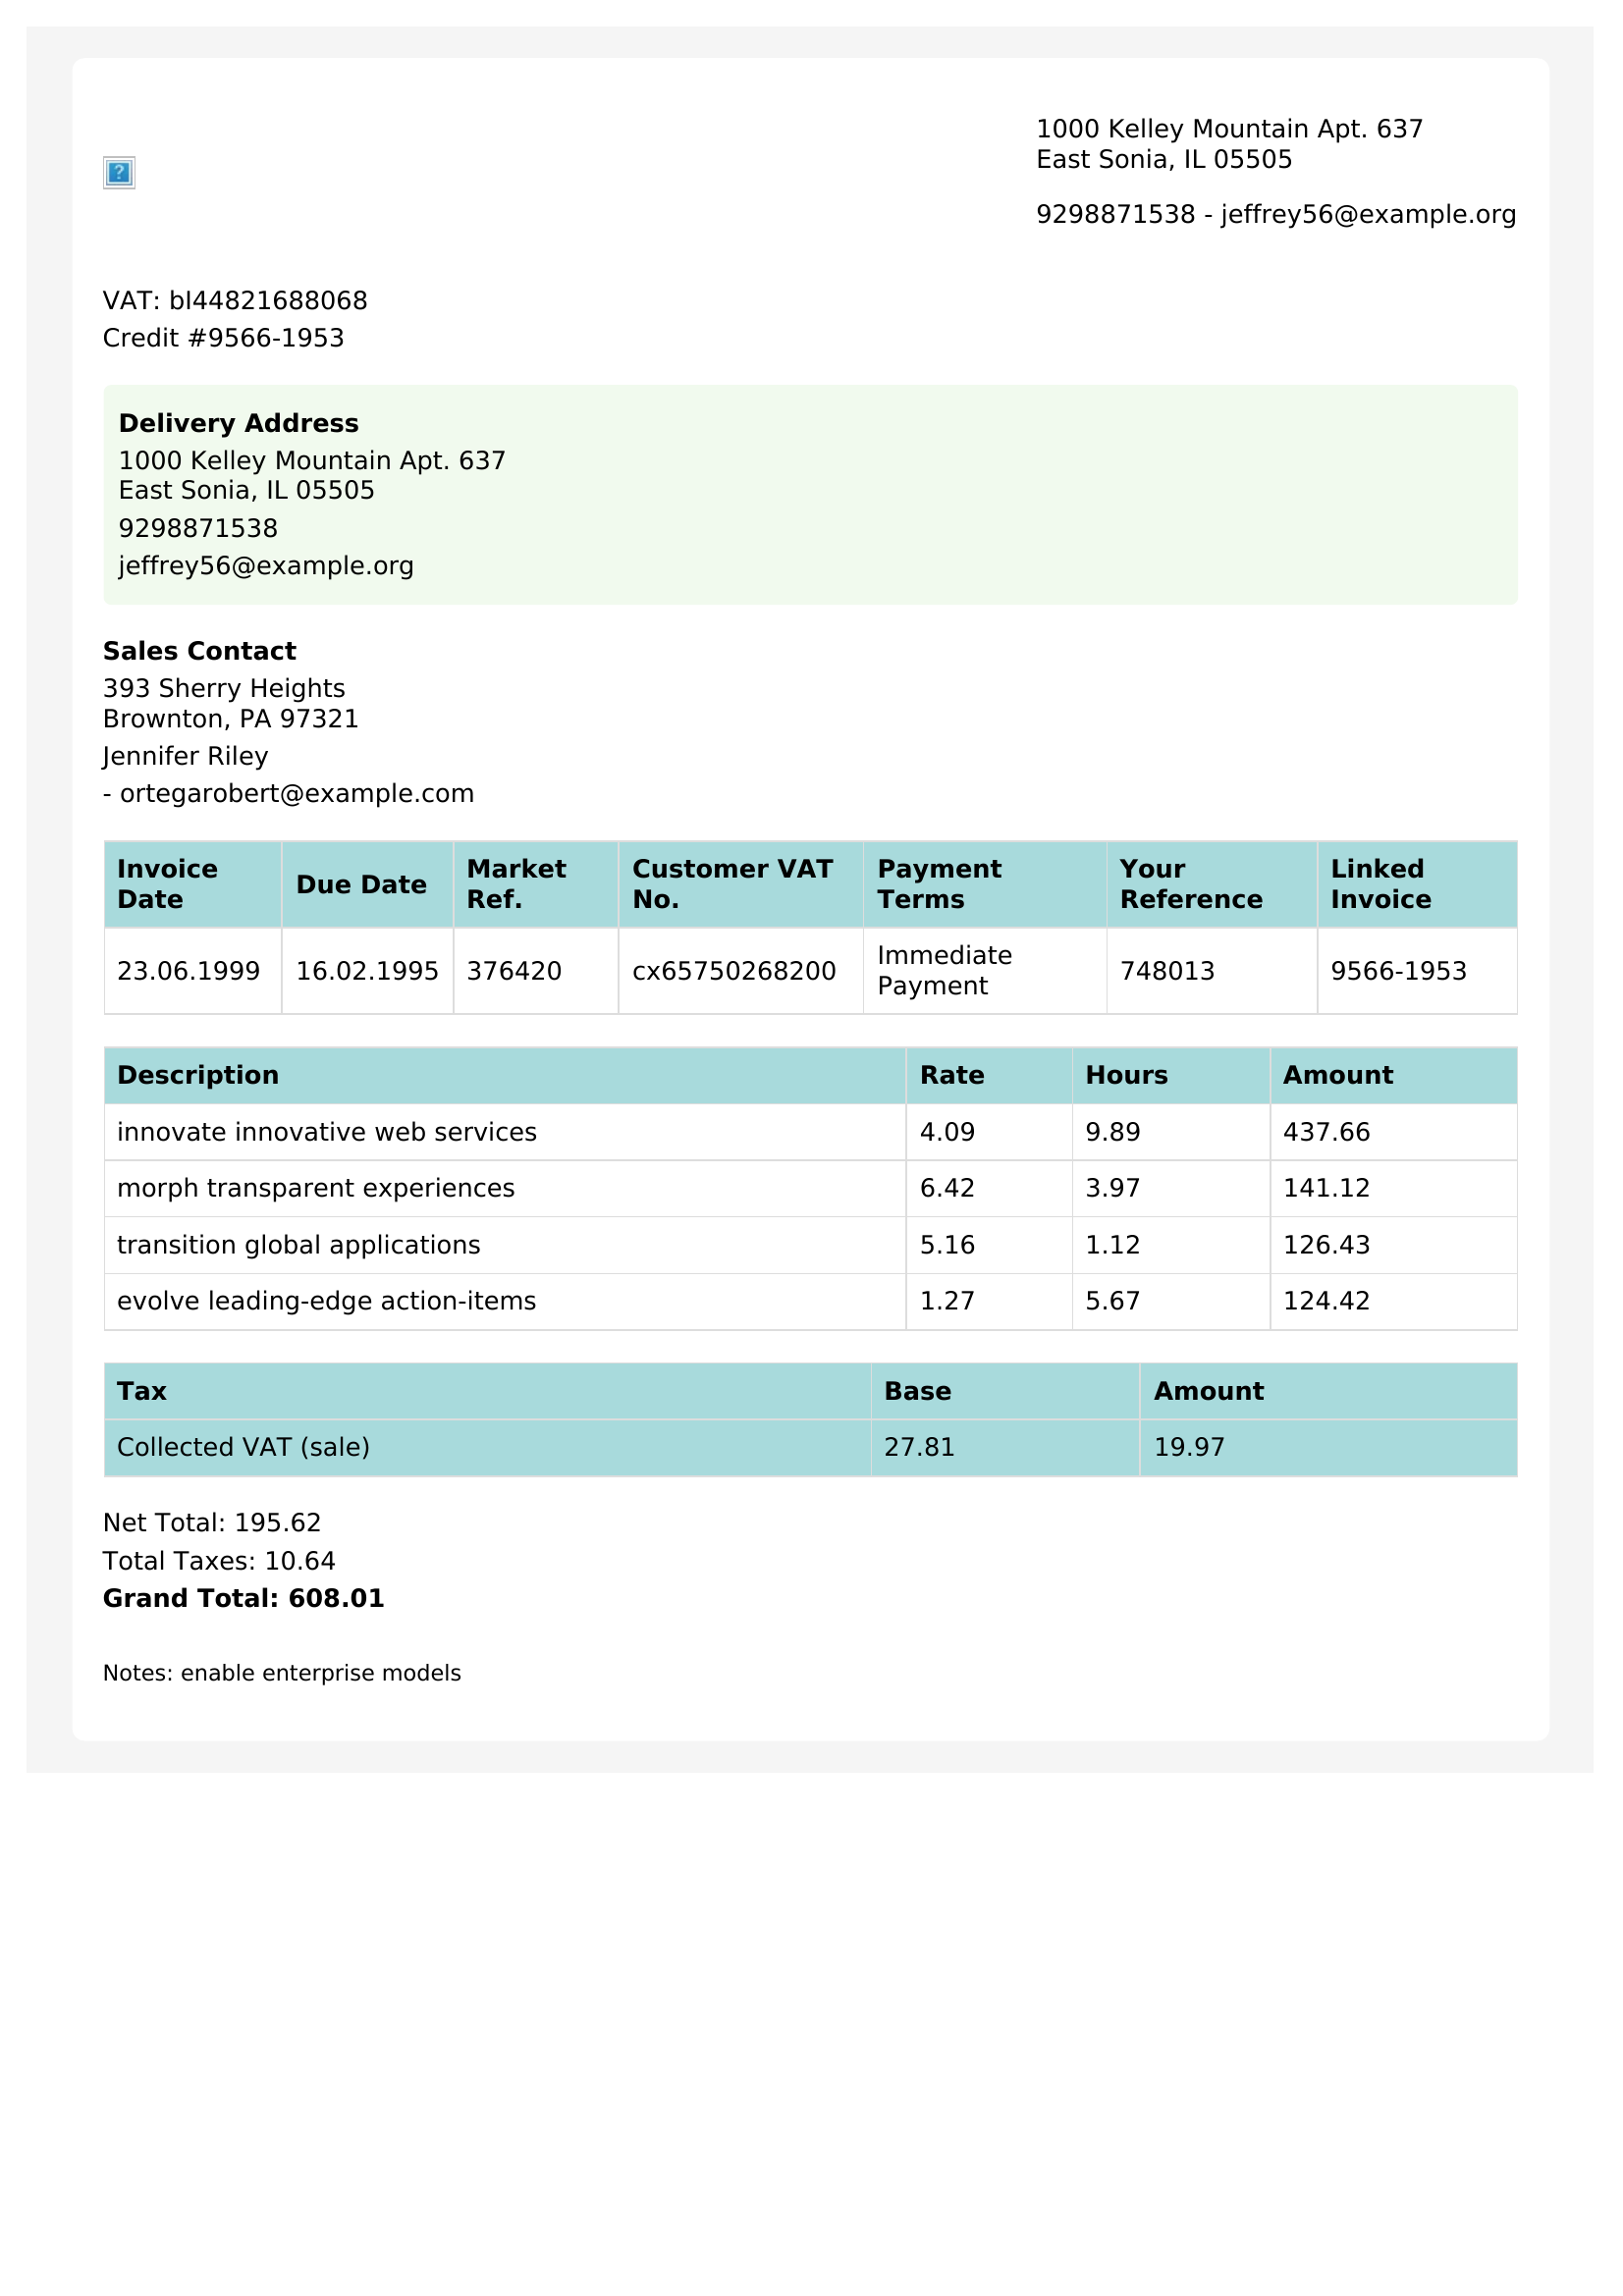 1000 Kelley Mountain Apt. 637
East Sonia, IL 05505
9298871538 - jeffrey56@example.org
VAT: bl44821688068
Credit #9566-1953
Delivery Address
1000 Kelley Mountain Apt. 637
East Sonia, IL 05505
9298871538
jeffrey56@example.org
Sales Contact
393 Sherry Heights
Brownton, PA 97321
Jennifer Riley
- ortegarobert@example.com
Invoice Date Due Date Market Ref. Customer VAT No. Payment Terms Your Reference Linked Invoice
23.06.1999 16.02.1995 376420 cx65750268200 Immediate Payment 748013 9566-1953
Description Rate Hours Amount
innovate innovative web services 4.09 9.89 437.66
morph transparent experiences 6.42 3.97 141.12
transition global applications 5.16 1.12 126.43
evolve leading-edge action-items 1.27 5.67 124.42
Tax Base Amount
Collected VAT (sale) 27.81 19.97
Net Total: 195.62
Total Taxes: 10.64
Grand Total: 608.01
Notes: enable enterprise models